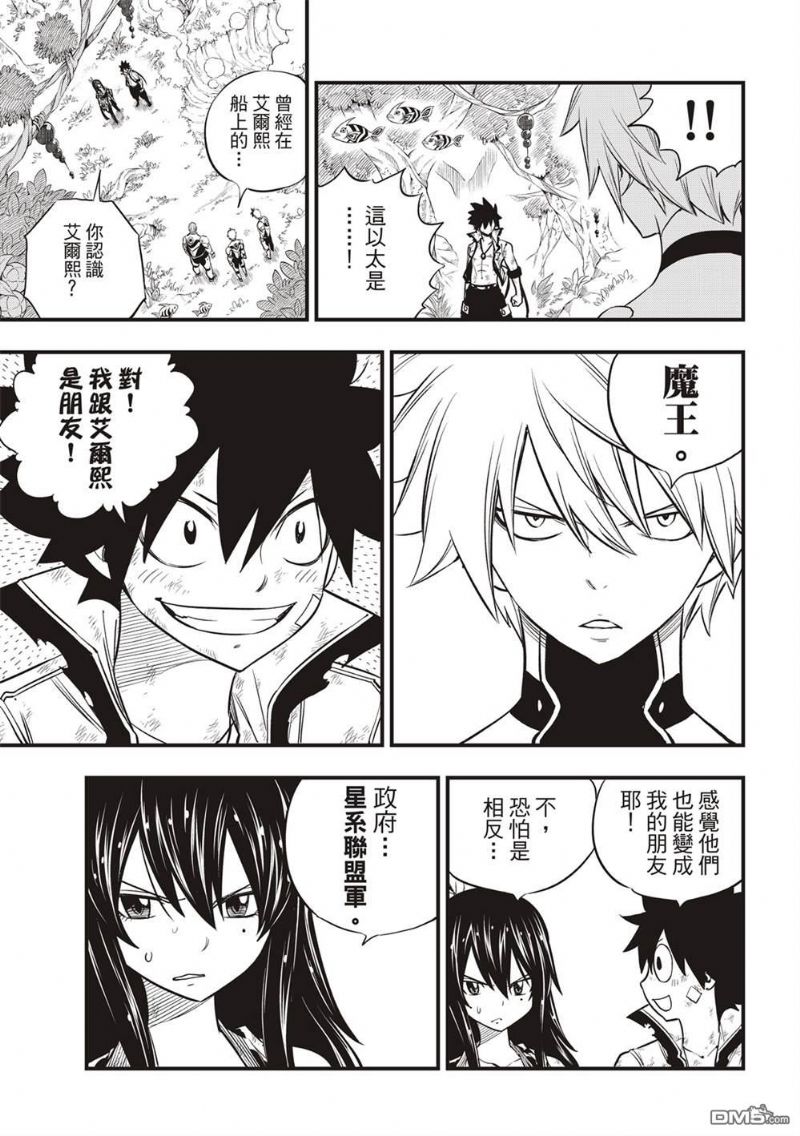 !!
這以太是
……!
曾經在
艾爾熙
船上的…
你認識
艾爾熙?
魔王。
對!
我跟艾爾熙
是朋友!
感覺他們
也能變成
我的朋友
耶!
不,
恐怕是
相反…
政府…
星系聯盟軍。
DM5.com